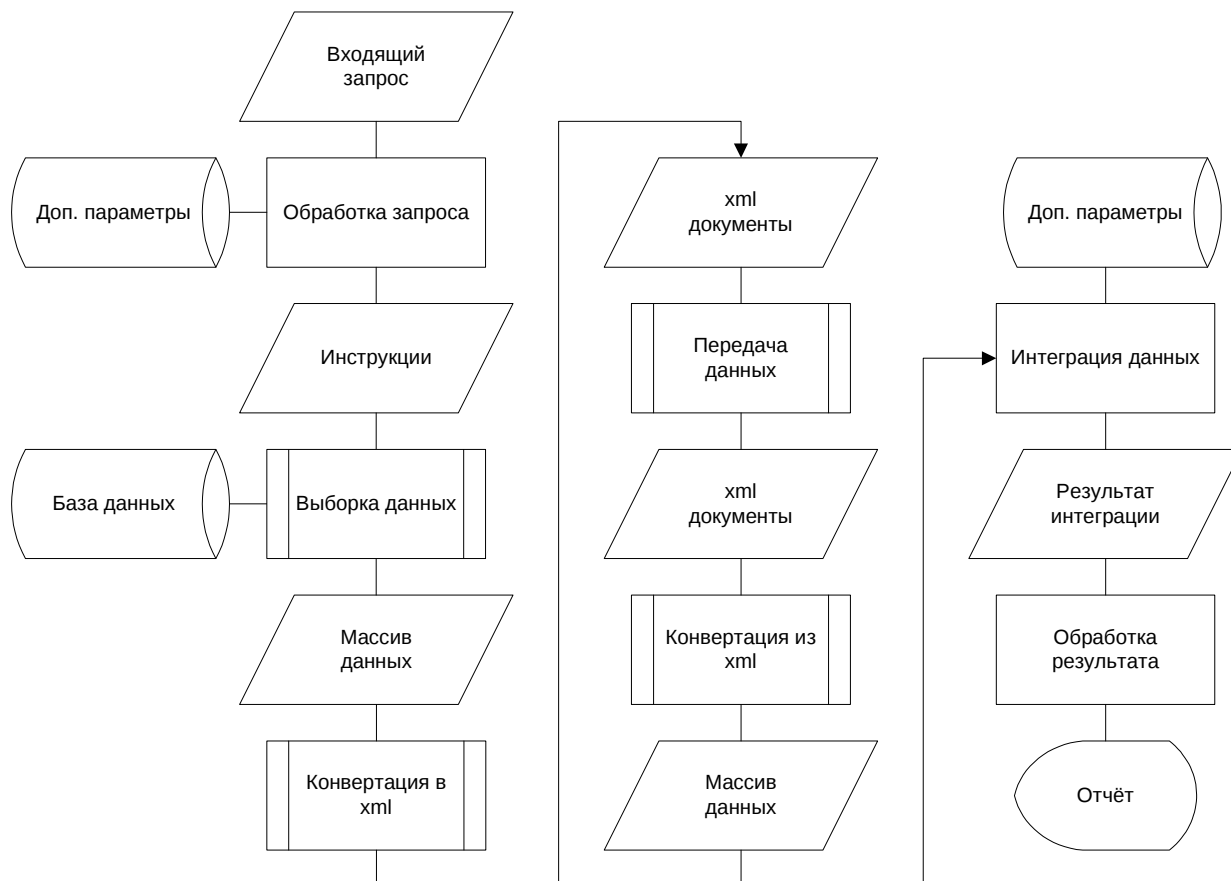 Входящий
запрос
Доп. параметры
Обработка запроса
Инструкции
База данных
Выборка данных
Массив
данных
Конвертация в
xml
xml
документы
Передача
данных
xml
документы
Конвертация из
xml
Массив
данных
Доп. параметры
Интеграция данных
Результат
интеграции
Обработка
результата
Отчёт